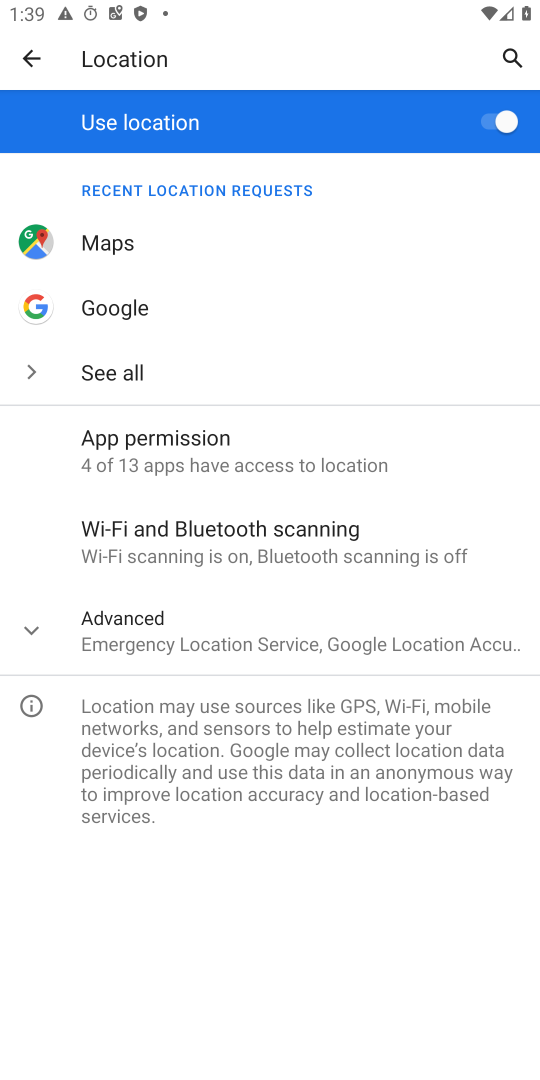 1:39
Location
Use location
RECENT LOCATION REQUESTS
Maps
Google
See all
App permission
4 of 13 apps have access to location
Wi-Fi and Bluetooth scanning
Wi-Fi scanning is on, Bluetooth scanning is off
Advanced
Emergency Location Service, Google Location Accu..
Location may use sources like GPS, Wi-Fi, mobile
networks, and sensors to help estimate your
device's location. Google may collect location data
periodically and use this data in an anonymous way
to improve location accuracy and location-based
services.